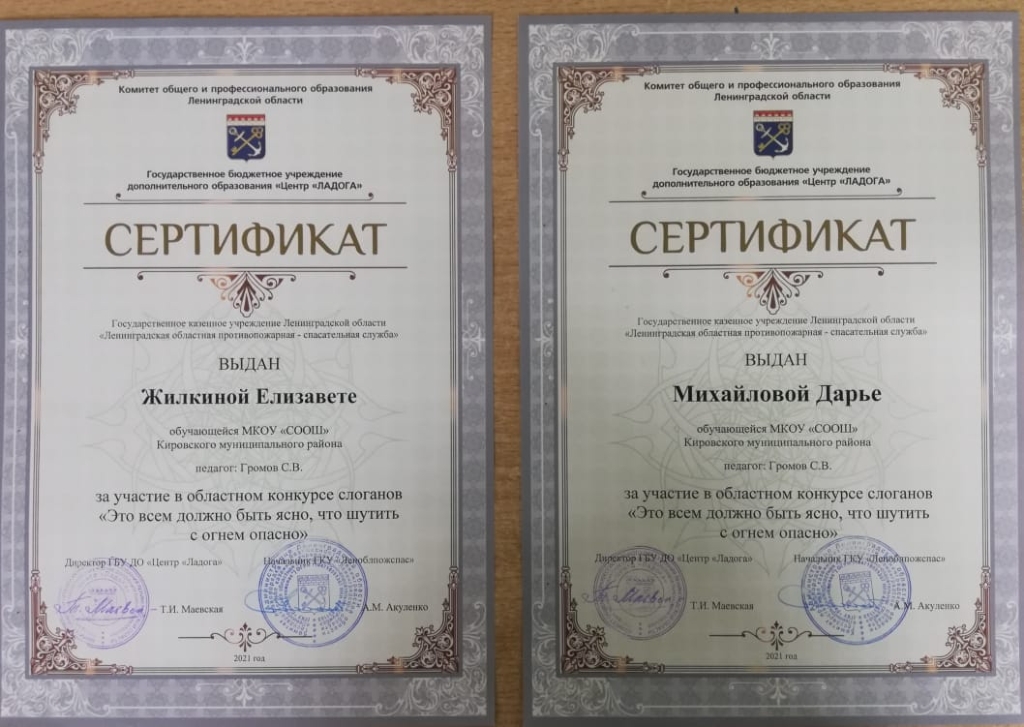 Комитет общего и профессионального образования
Ленинградской области
Государственное бюджетное учреждение
дополнительного образования «Центр «ЛАДОГА»
СЕРТИФИКАТ
Государственное казенное учреждение Ленинградской области
«Ленинградская областная противопожарная - спасательная служба»
ВЫДАН
Жилкиной Елизавете
обучающейся МКОУ «СООШ»
Кировского муниципального района
педагог: Громов С.В.
за участие в областном конкурсе слоганов
«Это всем должно быть ясно, что шутить
с огнем опасно»
Директор ГБУ ДО «Центр «Ладога» Начальник ГКУ «Леноблпожспас»
Т.И. Маевская А.М. Акуленко
2021 год
Комитет общего и профессионального образования
Ленинградской области
Государственное бюджетное учреждение
дополнительного образования «Центр «ЛАДОГА»
СЕРТИФИКАТ
Государственное казенное учреждение Ленинградской области
«Ленинградская областная противопожарная - спасательная служба»
ВЫДАН
Михайловой Дарье
обучающейся МКОУ «СООШ»
Кировского муниципального района
педагог: Громов С.В.
за участие в областном конкурсе слоганов
«Это всем должно быть ясно, что шутить
с огнем опасно»
Директор ГБУ ДО «Центр «Ладога» Начальник ГКУ «Леноблпожспас»
Т.И. Маевская А.М. Акуленко
2021 год